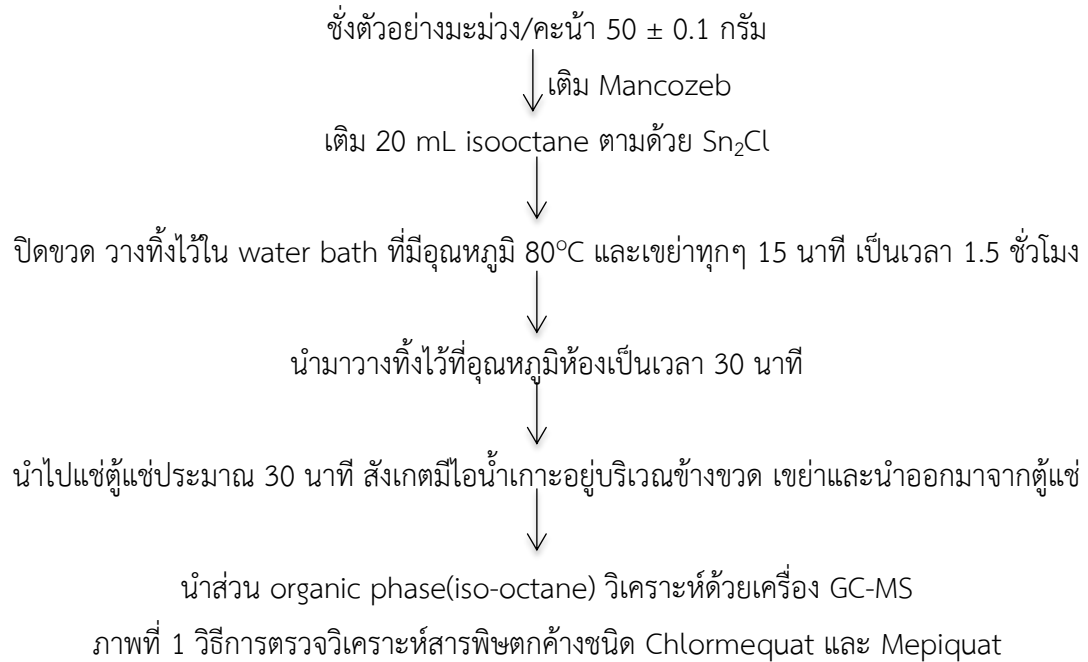 ชั่งตัวอย่างมะม่วง/คะน้า 50 ± 0.1 กรัม
เติม Mancozeb
เติม 20 mL isooctane ตามด้วย Sn₂Cl
ปิดขวด วางทิ้งไว้ใน water bath ที่มีอุณหภูมิ 80°C และเขย่าทุกๆ 15 นาที เป็นเวลา 1.5 ชั่วโมง
นำมาวางทิ้งไว้ที่อุณหภูมิห้องเป็นเวลา 30 นาที
นำไปแช่ตู้แช่ประมาณ 30 นาที สังเกตมีไอน้ำเกาะอยู่บริเวณข้างขวด เขย่าและนำออกมาจากตู้แช่
นำส่วน organic phase(iso-octane) วิเคราะห์ด้วยเครื่อง GC-MS
ภาพที่ 1 วิธีการตรวจวิเคราะห์สารพิษตกค้างชนิด Chlormequat และ Mepiquat